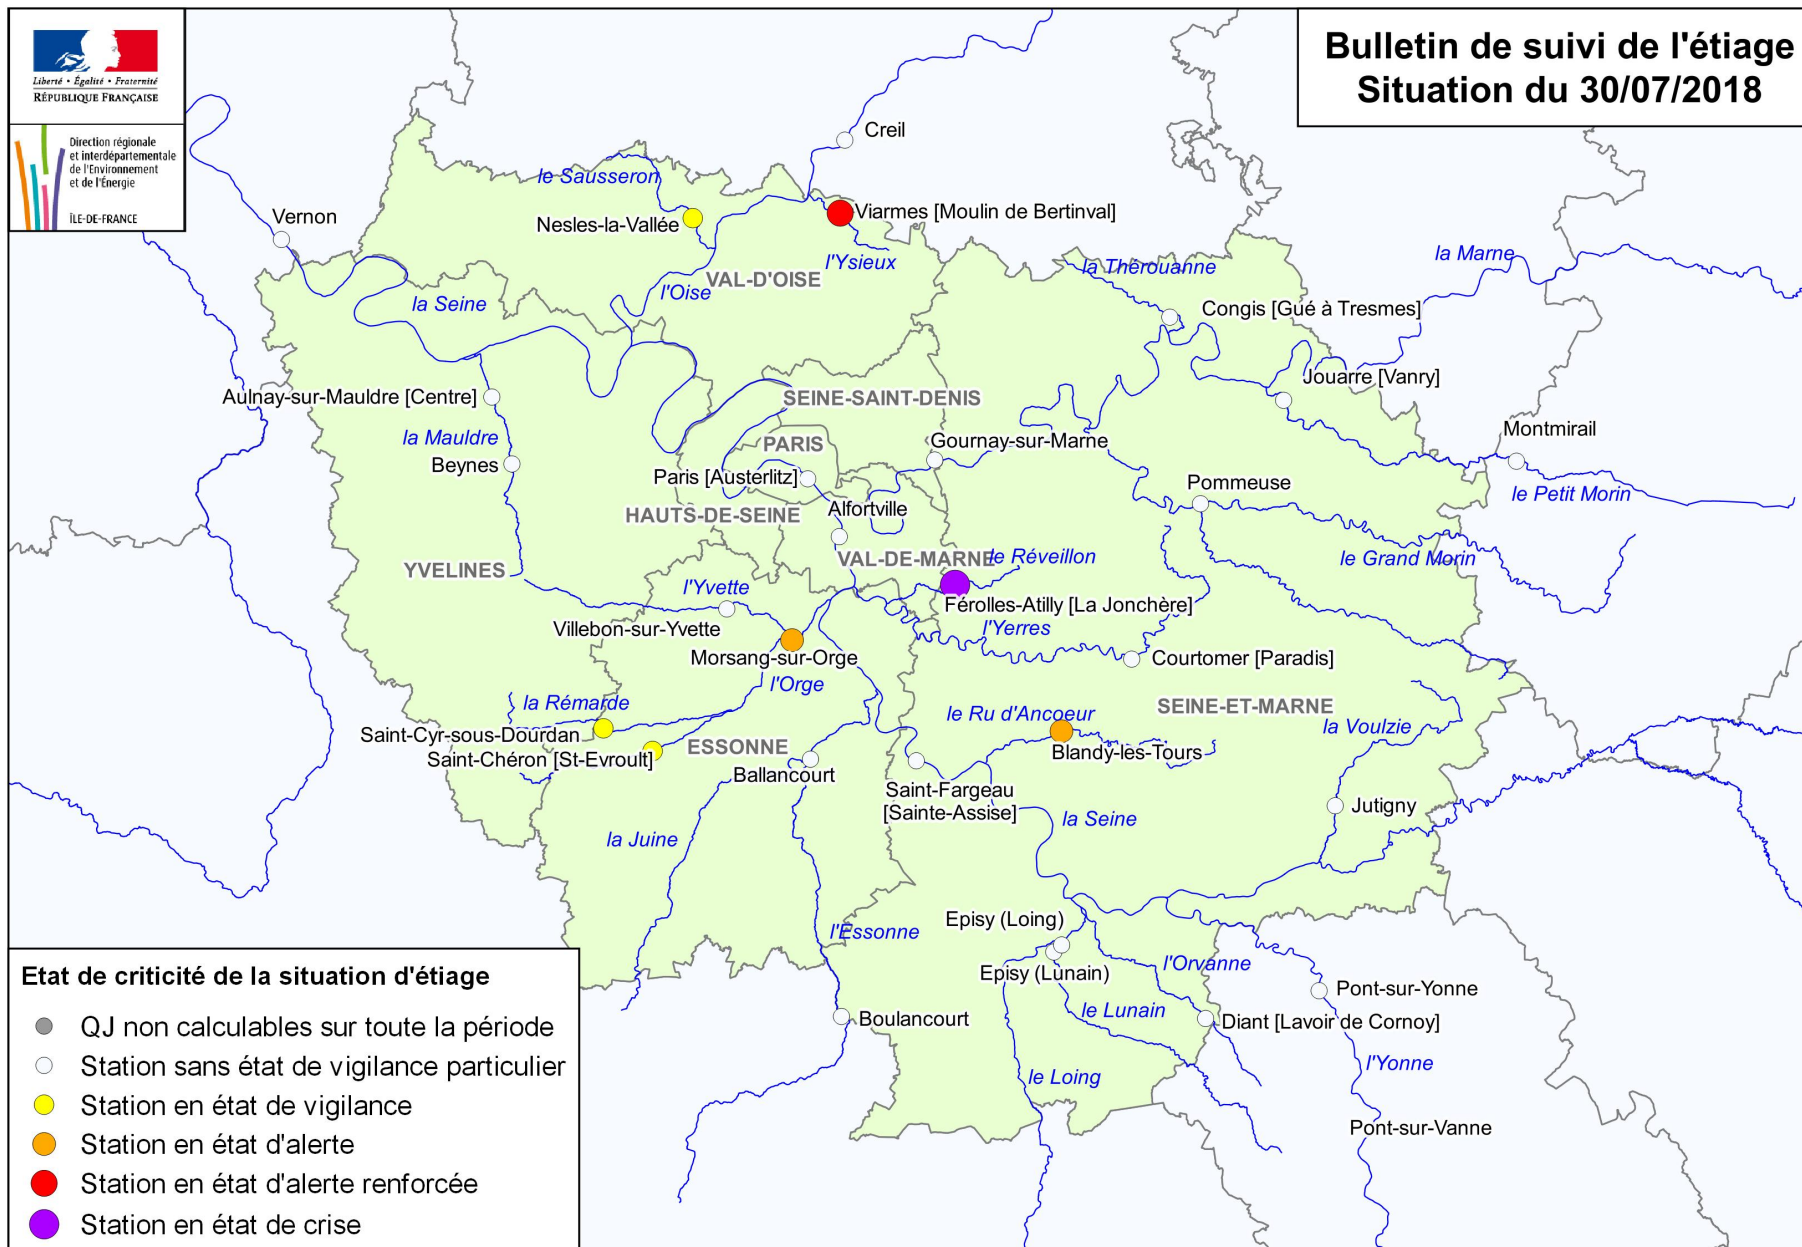 Liberté • Égalité • Fraternité
RÉPUBLIQUE FRANÇAISE
Direction régionale
et interdépartementale
de l'Environnement
et de l'Énergie
ÎLE-DE-FRANCE
Bulletin de suivi de l'étiage
Situation du 30/07/2018
Creil
le Sausseron
Vernon
Nesles-la-Vallée
Viarmes [Moulin de Bertinval]
l'Ysieux
VAL-D'OISE
l'Oise
la Seine
la Thérouanne
la Marne
Congis [Gué à Tresmes]
Jouarre [Vanry]
Aulnay-sur-Mauldre [Centre]
SEINE-SAINT-DENIS
la Mauldre
PARIS
Gournay-sur-Marne
Montmirail
Beynes
Paris [Austerlitz]
Pommeuse
le Petit Morin
HAUTS-DE-SEINE
Alfortville
YVELINES
VAL-DE-MARNE
le Réveillon
le Grand Morin
l'Yvette
Férolles-Atilly [La Jonchère]
Villebon-sur-Yvette
l'Yerres
Morsang-sur-Orge
Courtomer [Paradis]
l'Orge
la Rémarde
le Ru d'Ancoeur
SEINE-ET-MARNE
la Voulzie
Saint-Cyr-sous-Dourdan
Saint-Chéron [St-Evroult]
ESSONNE
Blandy-les-Tours
Ballancourt
Saint-Fargeau
[Sainte-Assise]
Jutigny
la Seine
la Juine
Episy (Loing)
l'Essonne
Episy (Lunain)
l'Orvanne
Pont-sur-Yonne
le Lunain
Boulancourt
Diant [Lavoir de Cornoy]
l'Yonne
le Loing
Pont-sur-Vanne
Etat de criticité de la situation d'étiage
QJ non calculables sur toute la période
Station sans état de vigilance particulier
Station en état de vigilance
Station en état d'alerte
Station en état d'alerte renforcée
Station en état de crise